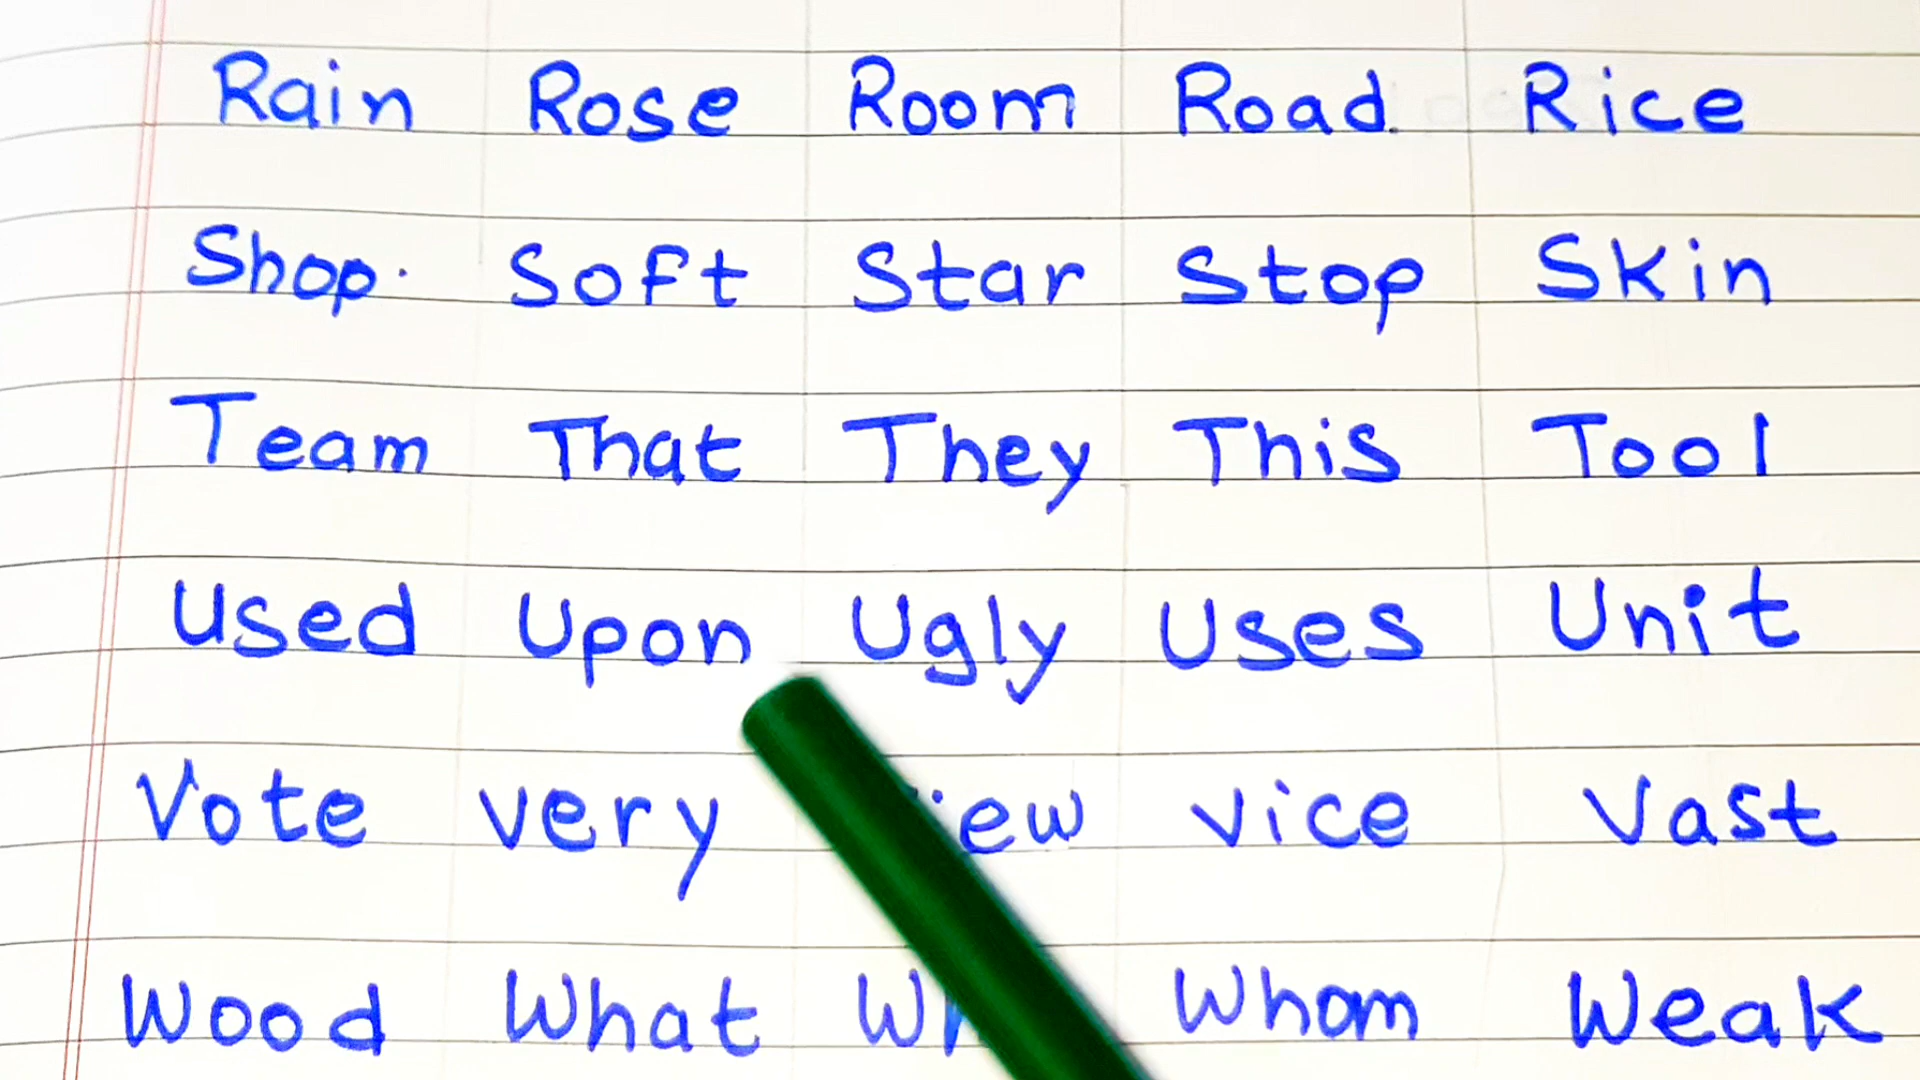 Rain Rose Room Road Rice
Shop Soft Star Stop Skin
Team That They This Tool
Used Upon Ugly Uses Unit
Vote very vice Vast
Wood What Whom Weak